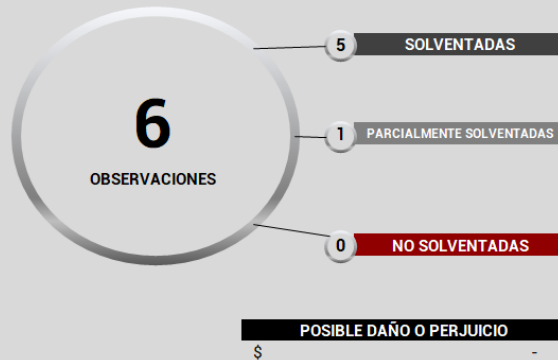 6
OBSERVACIONES
5 SOLVENTADAS
1 PARCIALMENTE SOLVENTADAS
0 NO SOLVENTADAS
POSIBLE DAÑO O PERJUICIO
$ -